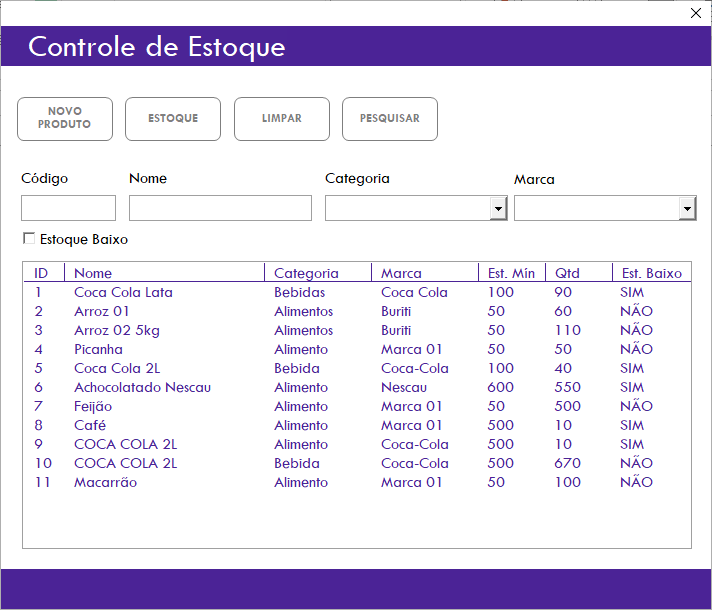 Controle de Estoque
NOVO
PRODUTO
ESTOQUE
LIMPAR
PESQUISAR
Código Nome Categoria Marca
Estoque Baixo
ID Nome Categoria Marca Est. Mín Qtd Est. Baixo
1 Coca Cola Lata Bebidas Coca Cola 100 90 SIM
2 Arroz 01 Alimentos Buriti 50 60 NÃO
3 Arroz 02 5kg Alimentos Buriti 50 110 NÃO
4 Picanha Alimento Marca 01 50 50 NÃO
5 Coca Cola 2L Bebida Coca-Cola 100 40 SIM
6 Achocolatado Nescau Alimento Nescau 600 550 SIM
7 Feijão Alimento Marca 01 50 500 NÃO
8 Café Alimento Marca 01 500 10 SIM
9 COCA COLA 2L Alimento Coca-Cola 500 10 SIM
10 COCA COLA 2L Bebida Coca-Cola 500 670 NÃO
11 Macarrão Alimento Marca 01 50 100 NÃO